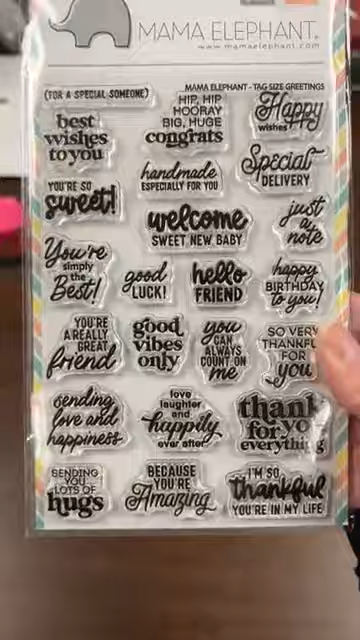 MAMA ELEPHANT
www.mamaelephant.com
(FOR A SPECIAL SOMEONE)
MAMA ELEPHANT - TAG SIZE GREETINGS
best
wishes
to you
HIP, HIP
HOORAY
BIG, HUGE
congrats
Happy
wishes
handmade
ESPECIALLY FOR YOU
Special
DELIVERY
YOU'RE SO
sweet!
welcome
SWEET NEW BABY
just
a
note
You're
simply
the
Best!
good
LUCK!
hello
FRIEND
happy
BIRTHDAY
to you!
YOU'RE
A REALLY
GREAT
friend
good
vibes
only
you
CAN
ALWAYS
COUNT ON
me
SO VERY
THANKFUL
FOR
you
sending
love and
happiness
love
laughter
and
happily
ever after
thank
for yo
everything
SENDING
YOU
LOTS OF
hugs
BECAUSE
YOU'RE
Amazing
I'M SO
thankful
YOU'RE IN MY LIFE